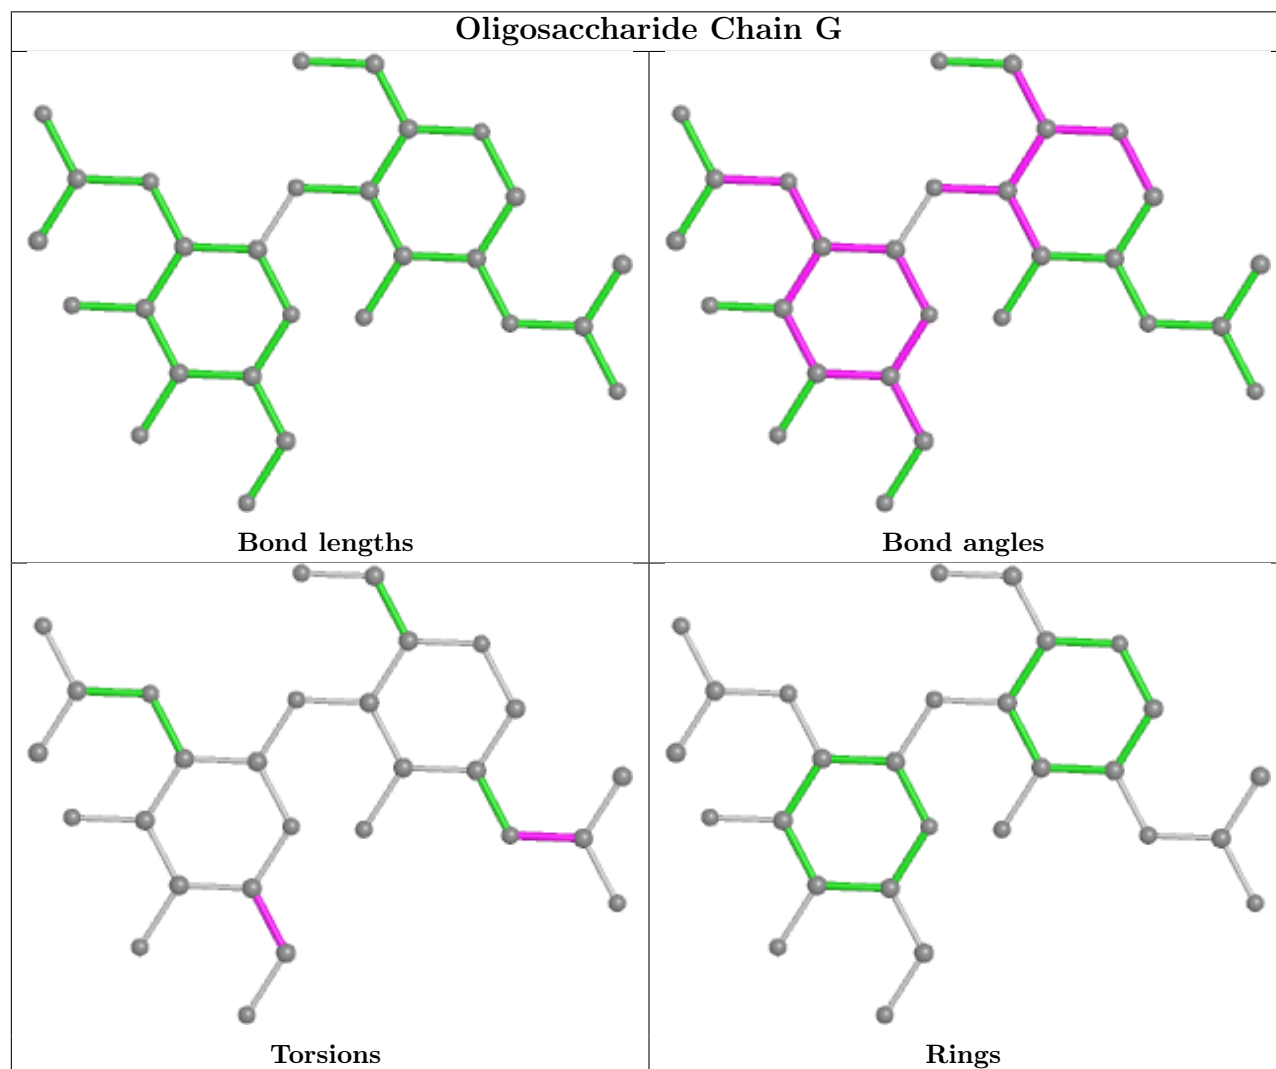 Oligosaccharide Chain G
Bond lengths
Bond angles
Torsions
Rings